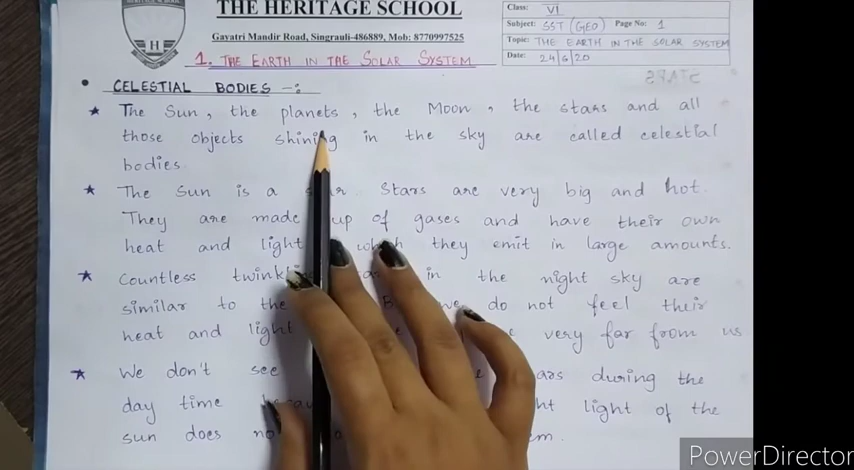 THE HERITAGE SCHOOL
Gayatri Mandir Road, Singrauli-486889, Mob: 8770997525
Class: VI
Subject: SST (GEO) Page No: 1
Topic: THE EARTH IN THE SOLAR SYSTEM
Date: 24/6/20
1. THE EARTH IN THE SOLAR SYSTEM
STARS
• CELESTIAL BODIES -:
★ The Sun, the planets, the Moon, the stars and all
those objects shining in the sky are called celestial
bodies.
★ The Sun is a star. Stars are very big and hot.
They are made up of gases and have their own
heat and light which they emit in large amounts.
★ Countless in the night sky are
similar to the we do not feel their
heat and light very far from us
★ We don't see during the
day time light of the
sun does
H
PowerDirector